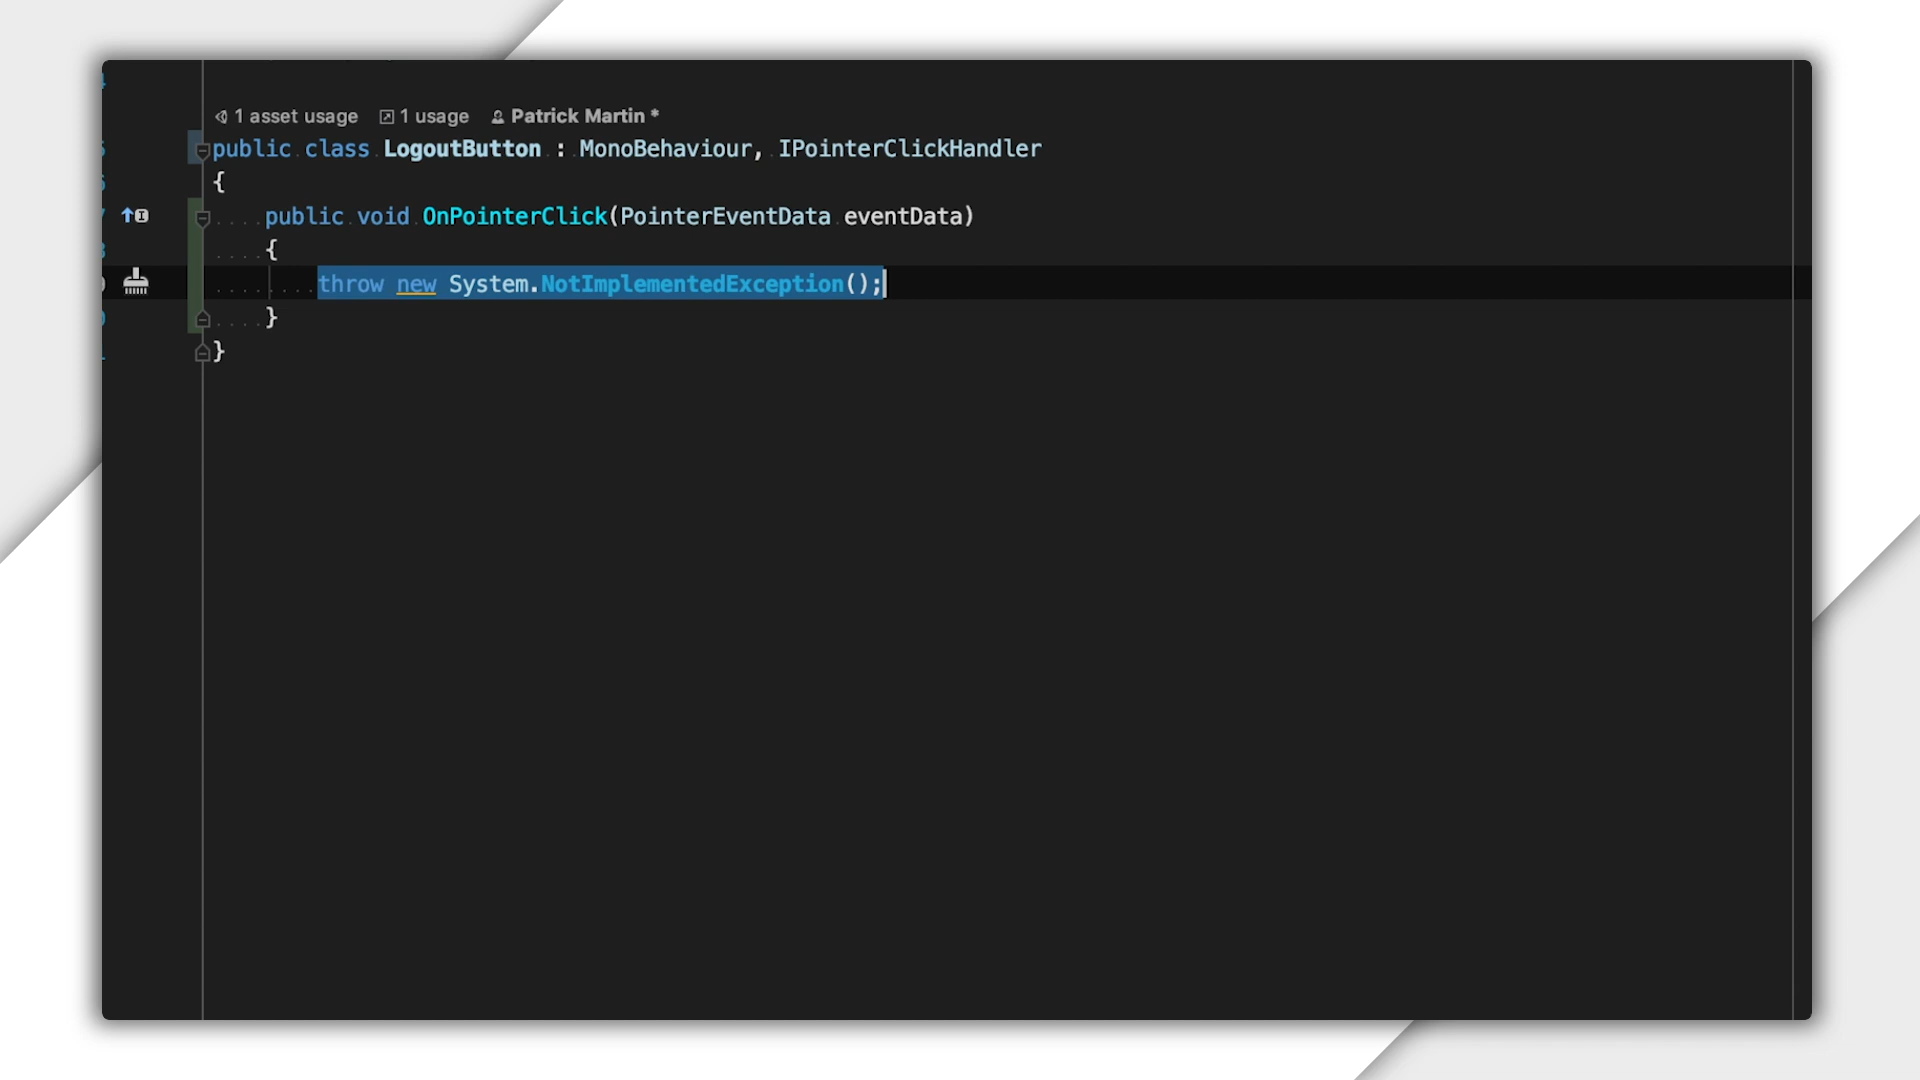 1 asset usage 1 usage Patrick Martin *
public class LogoutButton : MonoBehaviour, IPointerClickHandler
{
public void OnPointerClick(PointerEventData eventData)
{
throw new System.NotImplementedException();
}
}